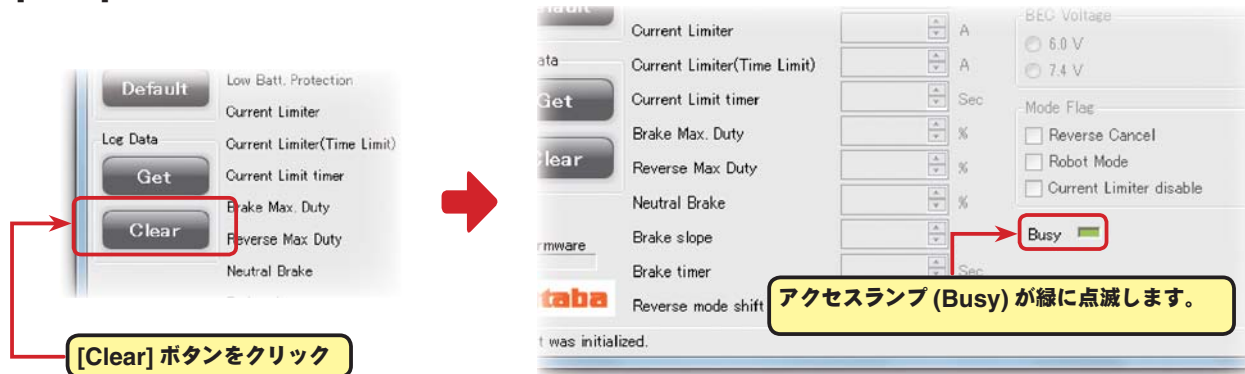 Default
Low Batt. Protection
Current Limiter
Log Data
Current Limiter(Time Limit)
Get
Current Limit timer
Brake Max. Duty
Clear
Reverse Max Duty
Neutral Brake
[Clear] ボタンをクリック
BEC Voltage
Current Limiter
A
6.0 V
ata
Current Limiter(Time Limit)
A
7.4 V
Get
Current Limit timer
Sec
Mode Flag
Brake Max. Duty
%
Reverse Cancel
lear
Reverse Max Duty
%
Robot Mode
Current Limiter disable
Neutral Brake
%
Brake slope
Busy
rmware
Brake timer
Sec
taba
Reverse mode shift
アクセスランプ (Busy) が緑に点滅します。
t was initialized.